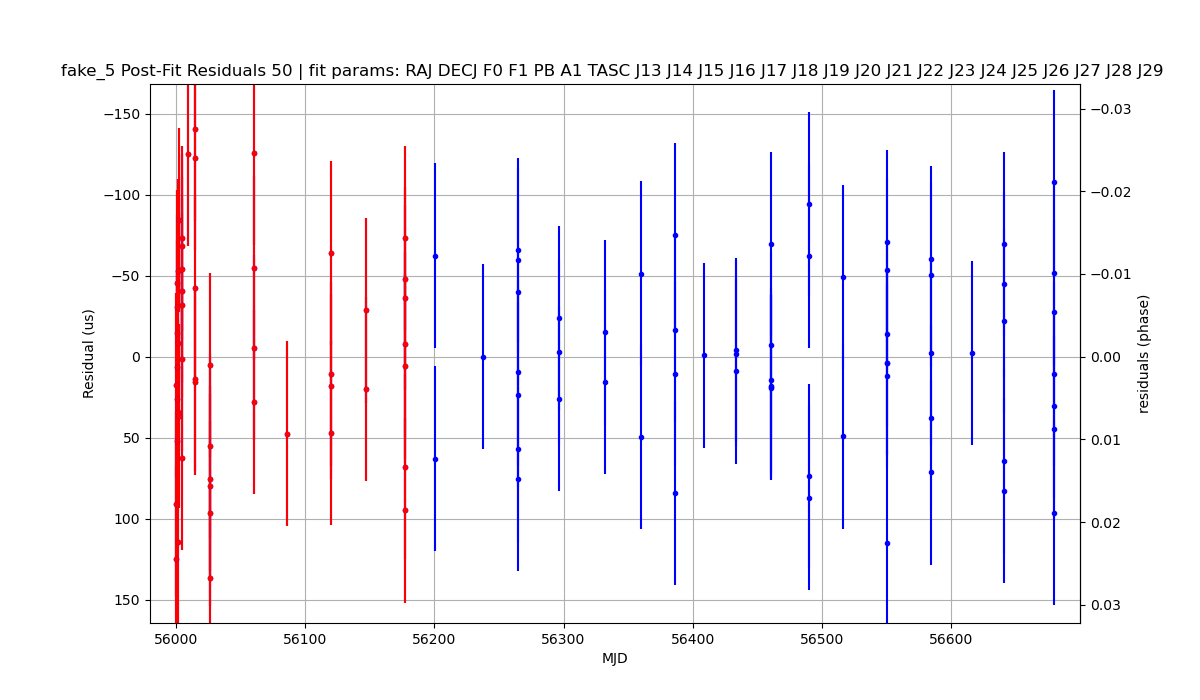 fake_5 Post-Fit Residuals 50 | fit params: RAJ DECJ F0 F1 PB A1 TASC J13 J14 J15 J16 J17 J18 J19 J20 J21 J22 J23 J24 J25 J26 J27 J28 J29
−150
−100
−50
0
50
100
150
Residual (us)
−0.03
−0.02
−0.01
0.00
0.01
0.02
0.03
residuals (phase)
56000 56100 56200 56300 56400 56500 56600
MJD